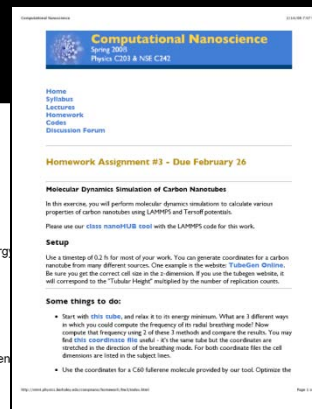 Computational Nanoscience
Computational Nanoscience
Spring 2008
Physics C203 & NSE C242
Home
Syllabus
Lectures
Homework
Codes
Discussion Forum
Homework Assignment #3 - Due February 26
Molecular Dynamics Simulation of Carbon Nanotubes
In this exercise, you will perform molecular dynamics simulations to calculate various
properties of carbon nanotubes using LAMMPS and Tersoff potentials.
Please use our class nanoHUB tool with the LAMMPS code for this work.
Setup
Use a timestep of 0.2 fs for most of your work. You can generate coordinates for a carbon
nanotube from many different sources. One example is the website: TubeGen Online.
Be sure you get the correct cell size in the z-dimension. If you use the tubegen website, it
will correspond to the "Tubular Height" multiplied by the number of replication counts.
Some things to do:
• Start with this tube, and relax it to its energy minimum. What are 3 different ways
in which you could compute the frequency of its radial breathing mode? Now
compute that frequency using 2 of these 3 methods and compare the results. You may
find this coordinate file useful - it's the same tube but the coordinates are
stretched in the direction of the breathing mode. For both coordinate files the cell
dimensions are listed in the subject lines.
• Use the coordinates for a C60 fullerene molecule provided by our tool. Optimize the